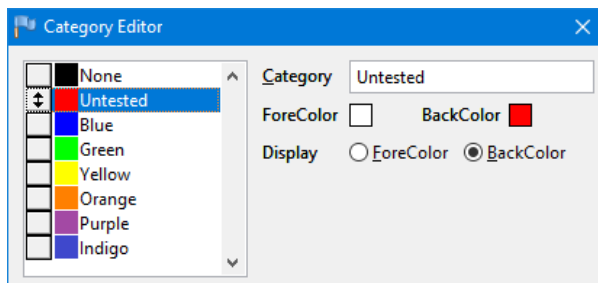 Category Editor
None
Untested
Blue
Green
Yellow
Orange
Purple
Indigo
Category Untested
ForeColor BackColor
Display ForeColor BackColor